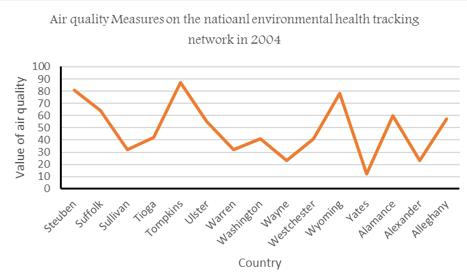 Air quality Measures on the natioanl environmental health tracking
network in 2004
100
90
80
70
60
50
40
30
20
10
0
Value of air quality
Steuben
Suffolk
Sullivan
Tioga
Tompkins
Ulster
Warren
Washington
Wayne
Westchester
Wyoming
Yates
Alamance
Alexander
Alleghany
Country